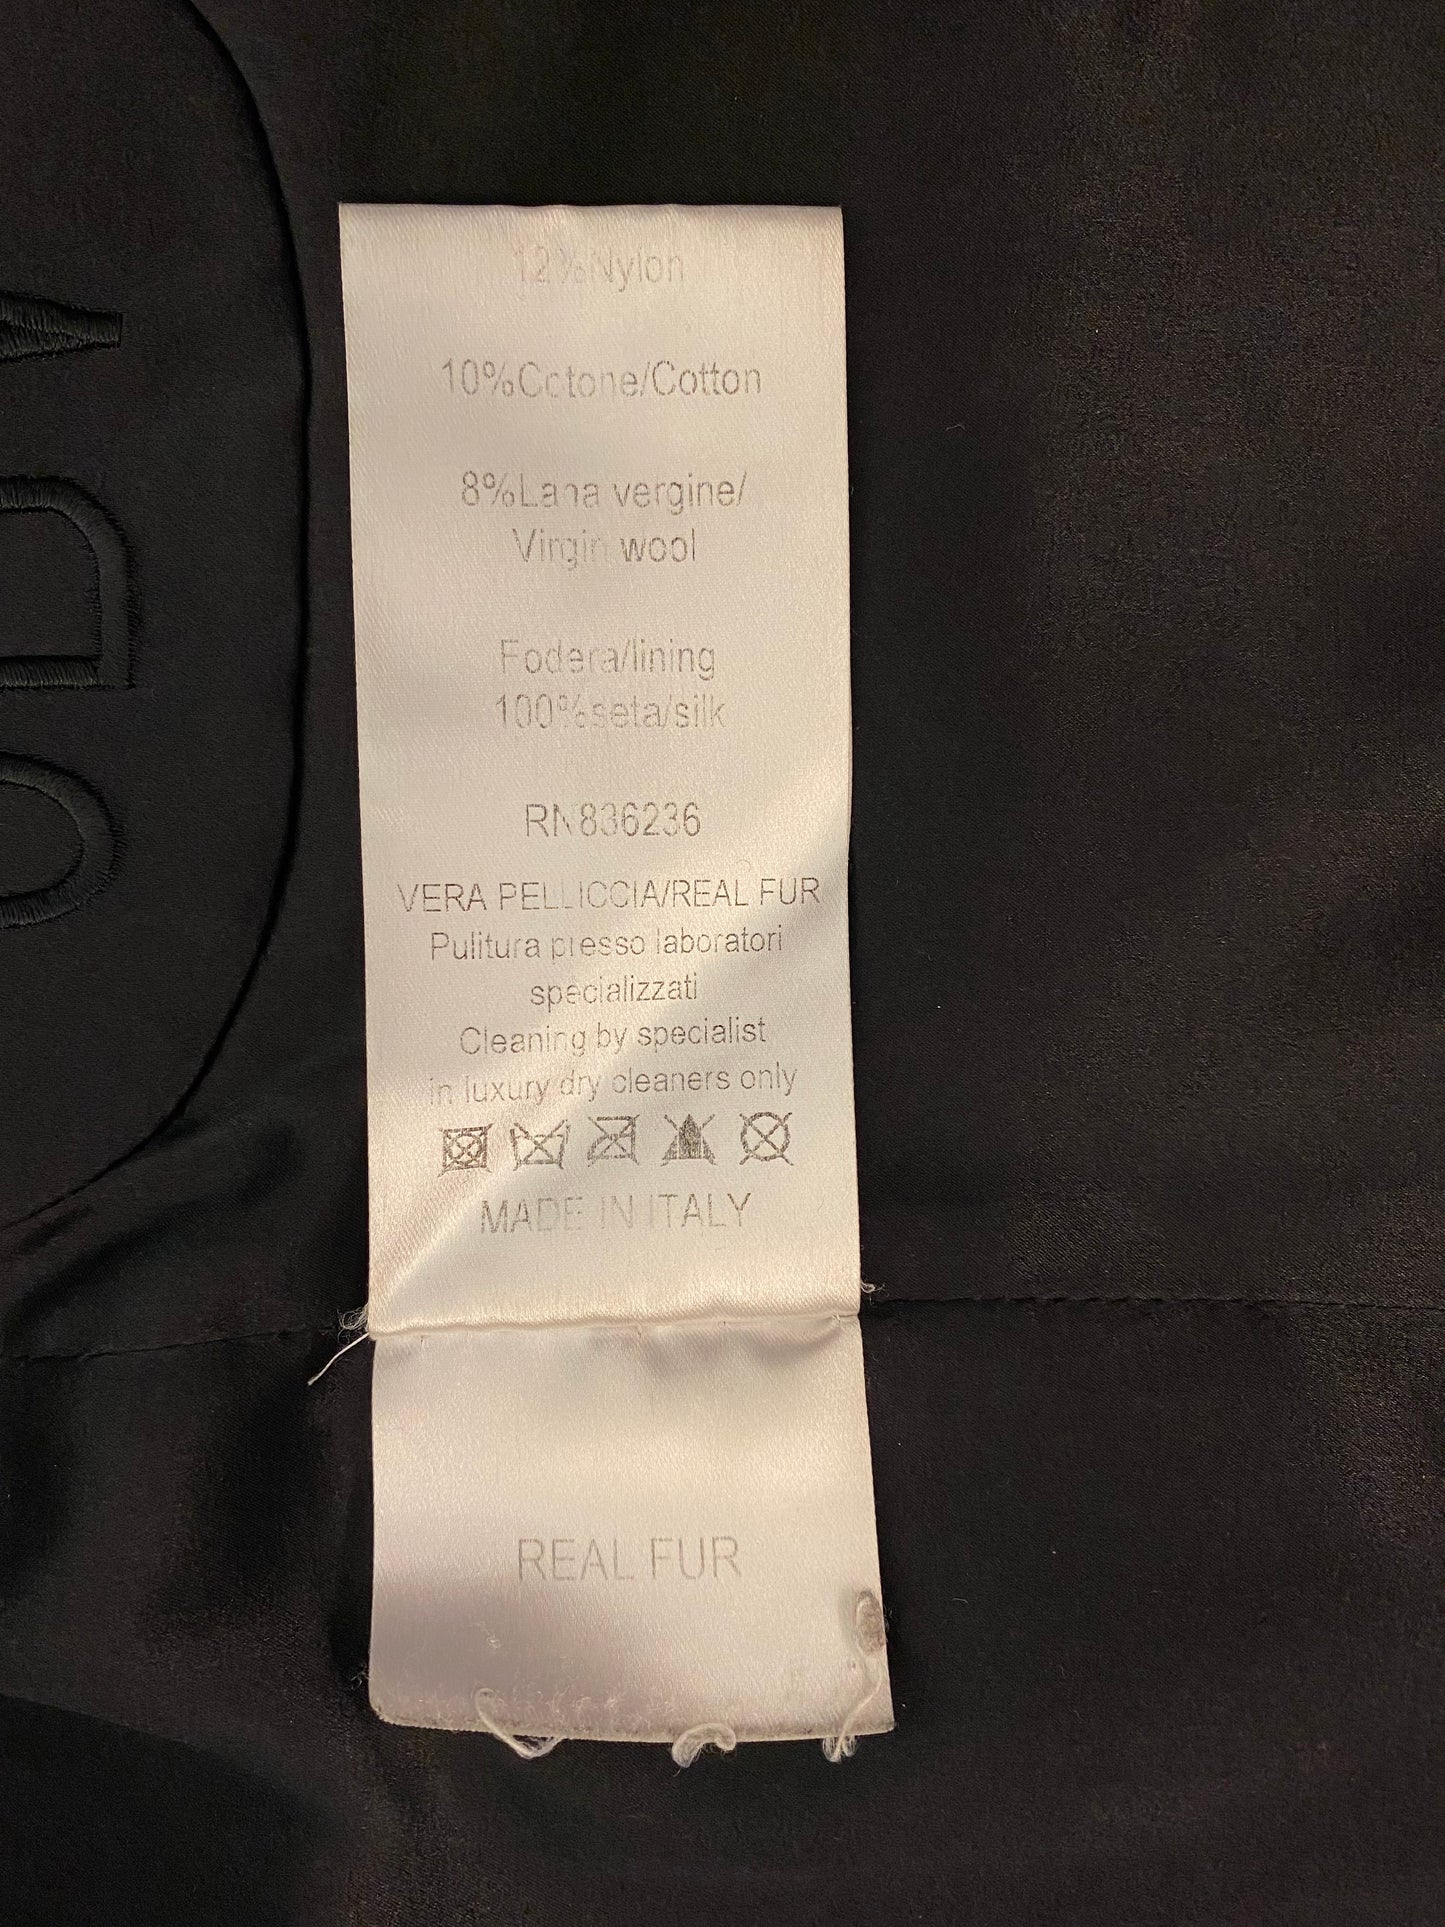 12%Nylon
10%Cotone/Cotton
8%Lana vergine/
Virgin wool
Fodera/lining
100%seta/silk
RN836236
VERA PELLICCIA/REAL FUR
Pulitura presso laboratori
specializzati
Cleaning by specialist
in luxury dry cleaners only
MADE IN ITALY
REAL FUR